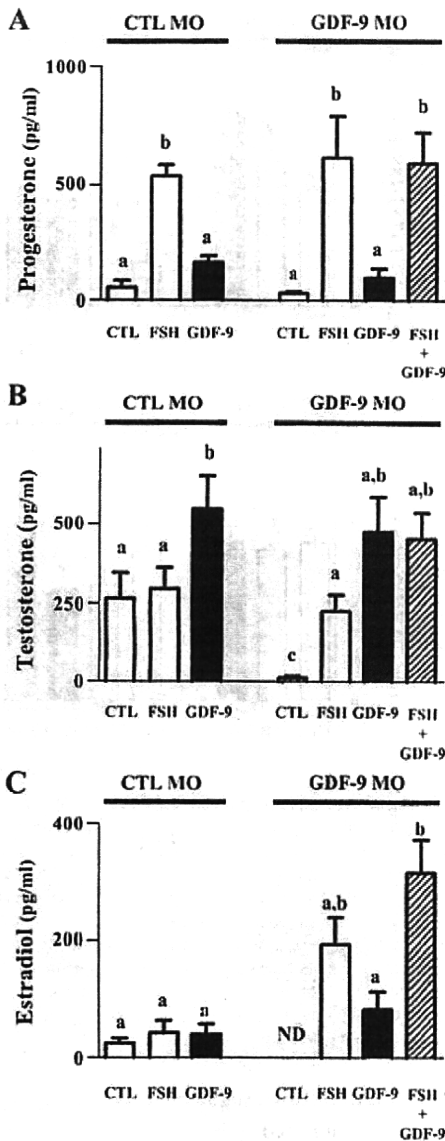 A
CTL MO GDF-9 MO
Progesterone (pg/ml)
1000
500
0
a b a a b a b
CTL FSH GDF-9 CTL FSH GDF-9 FSH + GDF-9
B
CTL MO GDF-9 MO
Testosterone (pg/ml)
500
250
0
a a b c a a,b a,b
CTL FSH GDF-9 CTL FSH GDF-9 FSH + GDF-9
C
CTL MO GDF-9 MO
Estradiol (pg/ml)
400
200
0
a a a ND a,b a b
CTL FSH GDF-9 CTL FSH GDF-9 FSH + GDF-9